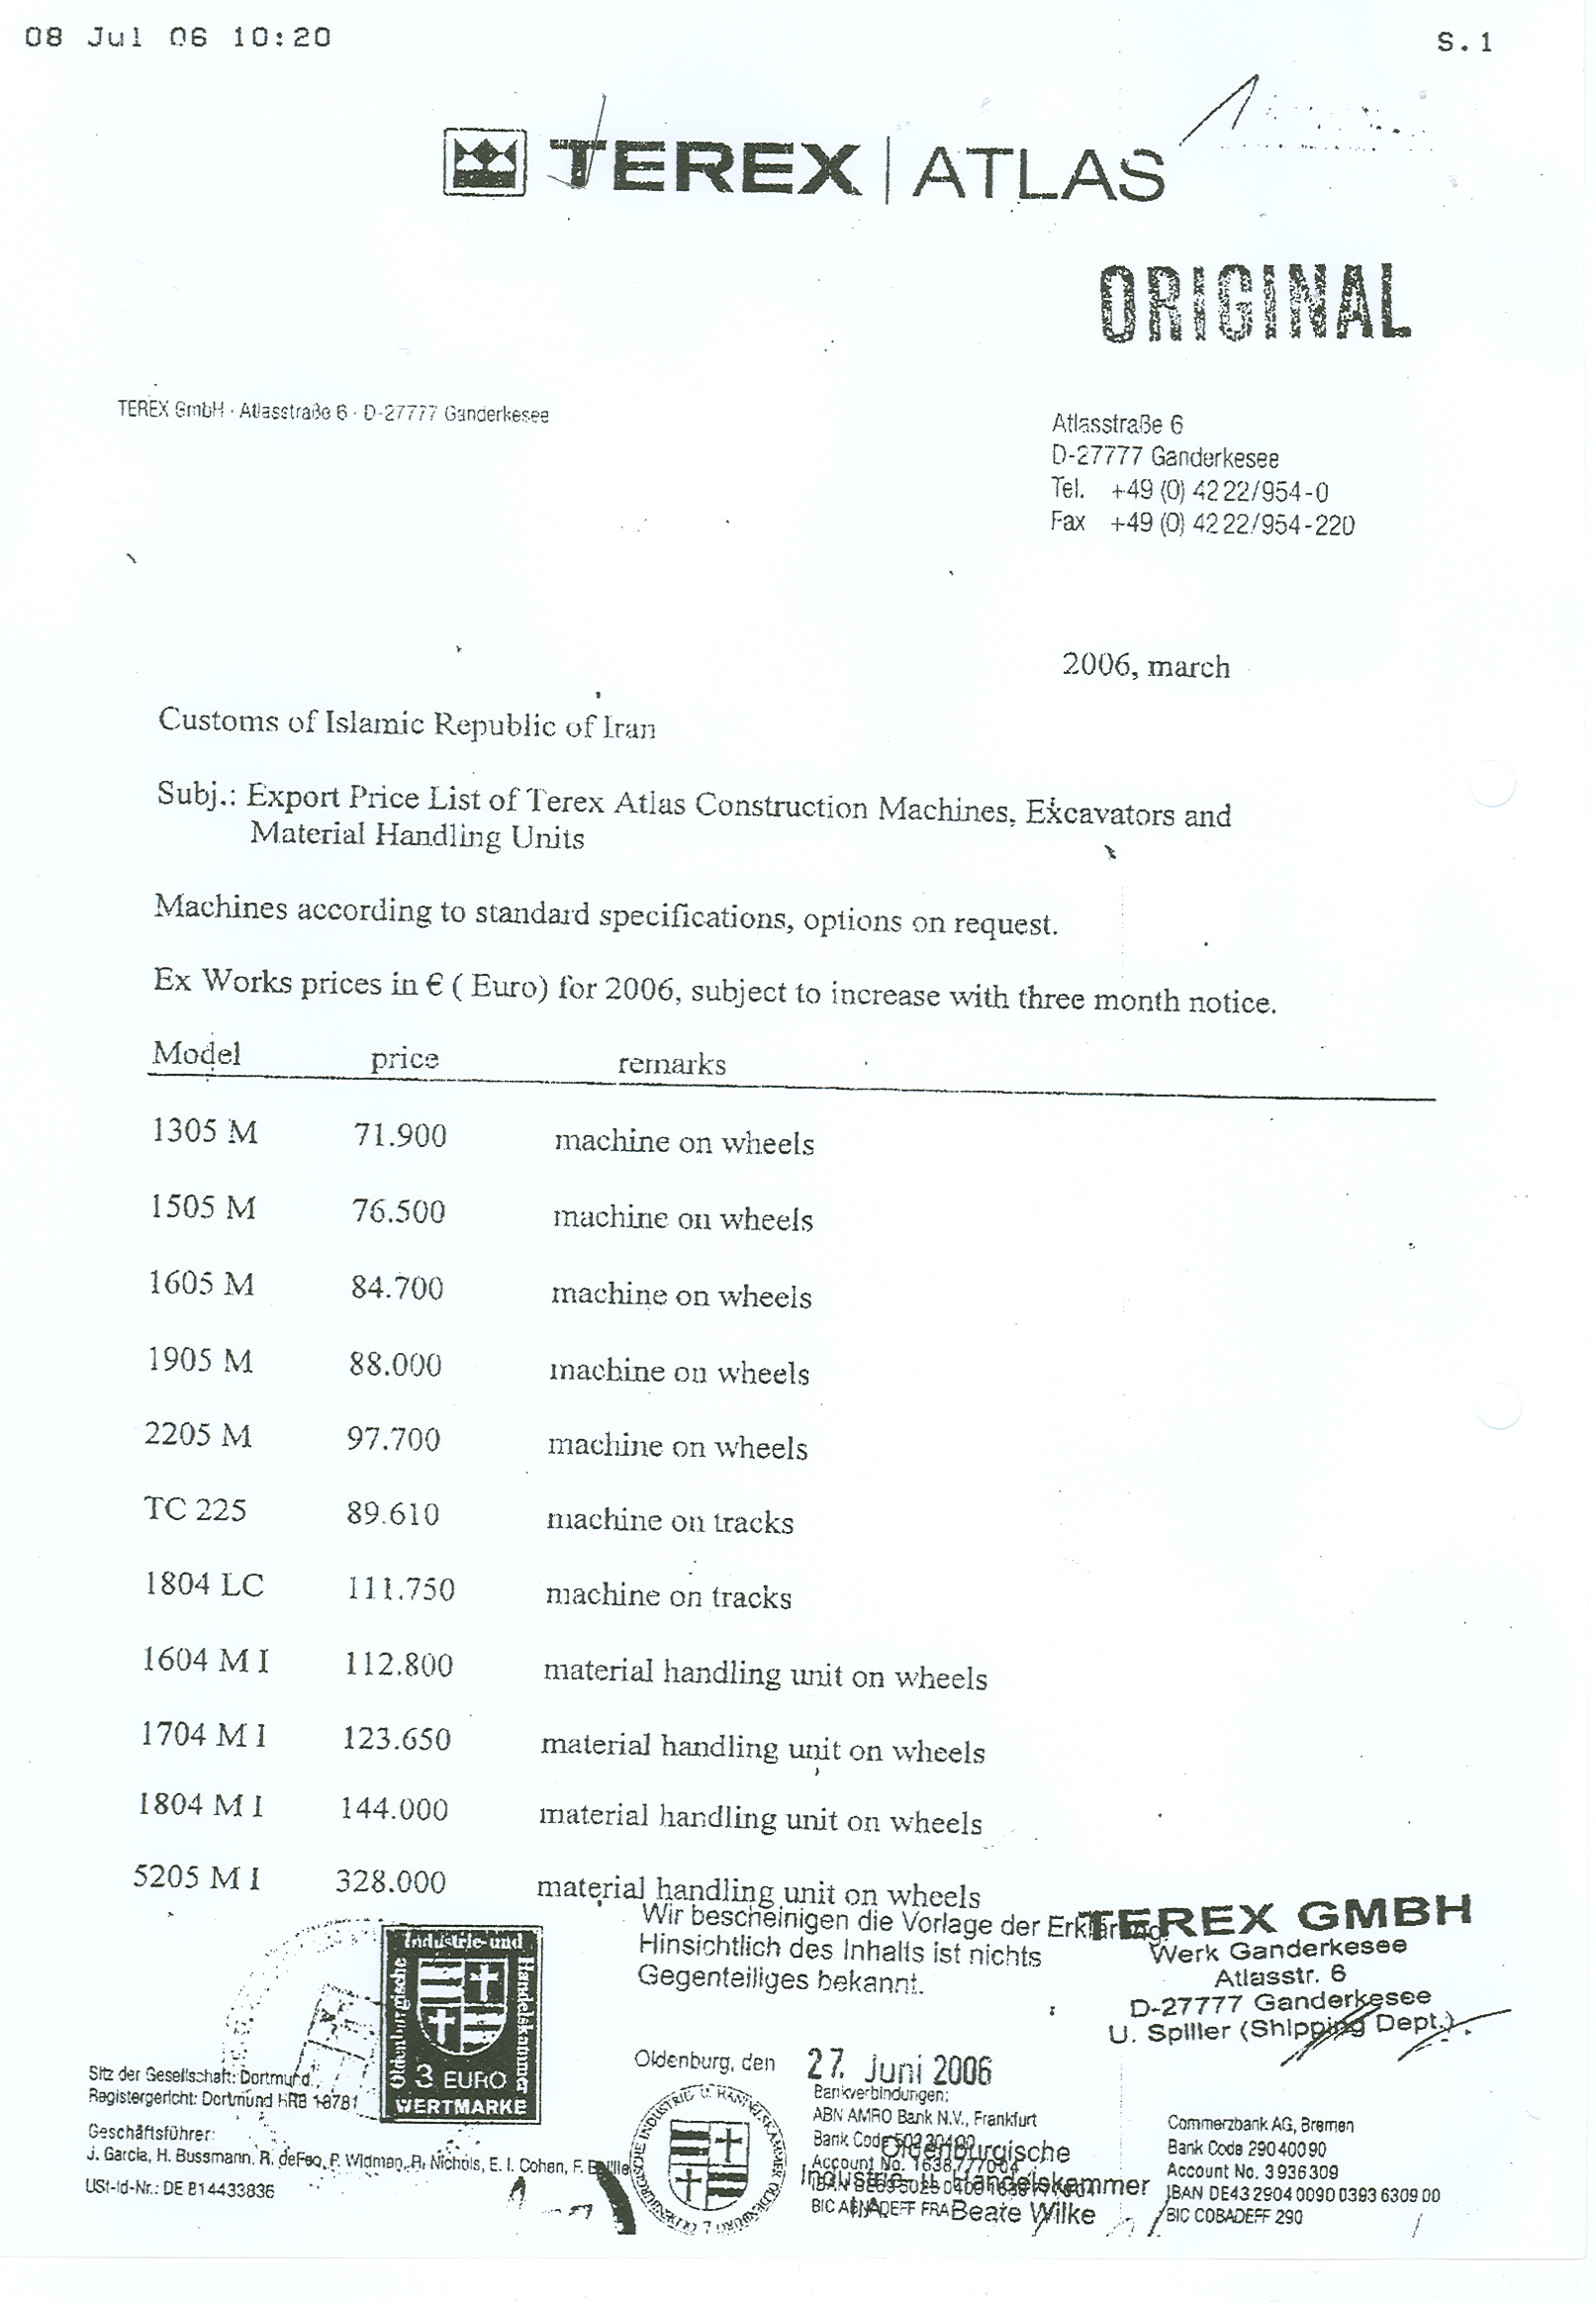 08 Jul 06 10:20 S.1
TEREX | ATLAS
ORIGINAL
TEREX GmbH · Atlasstraße 6 · D-27777 Ganderkesee
Atlasstraße 6
D-27777 Ganderkesee
Tel. +49 (0) 42 22/954-0
Fax +49 (0) 42 22/954-220
2006, march
Customs of Islamic Republic of Iran
Subj.: Export Price List of Terex Atlas Construction Machines, Excavators and
Material Handling Units
Machines according to standard specifications, options on request.
Ex Works prices in € ( Euro) for 2006, subject to increase with three month notice.
Model price remarks
1305 M 71.900 machine on wheels
1505 M 76.500 machine on wheels
1605 M 84.700 machine on wheels
1905 M 88.000 machine on wheels
2205 M 97.700 machine on wheels
TC 225 89.610 machine on tracks
1804 LC 111.750 machine on tracks
1604 M I 112.800 material handling unit on wheels
1704 M I 123.650 material handling unit on wheels
1804 M I 144.000 material handling unit on wheels
5205 M I 328.000 material handling unit on wheels
Wir bescheinigen die Vorlage der Erklärung.
Hinsichtlich des Inhalts ist nichts
Gegenteiliges bekannt.
TEREX GMBH
Werk Ganderkesee
Atlasstr. 6
D-27777 Ganderkesee
U. Spiller (Shipping Dept.)
Oldenburgische
Industrie- und
Handelskammer
3 EURO
WERTMARKE
Oldenburg, den 27. Juni 2006
Sitz der Gesellschaft: Dortmund
Registergericht: Dortmund HRB 18781
Geschäftsführer:
J. Garcia, H. Bussmann, R. deFeo, P. Widman, R. Nichols, E. I. Cohen, F.
USt-Id-Nr.: DE 814433836
OLDENBURGISCHE INDUSTRIE U. HANDELSKAMMER
Bankverbindungen:
ABN AMRO Bank N.V., Frankfurt
Bank Code
Account No. 1638777004
IBAN
BIC
Oldenburgische
Industrie- u. Handelskammer
I.A.
Beate Wilke
Commerzbank AG, Bremen
Bank Code 290 400 90
Account No. 3 936 309
IBAN DE43 2904 0090 0393 6309 00
BIC COBADEFF 290